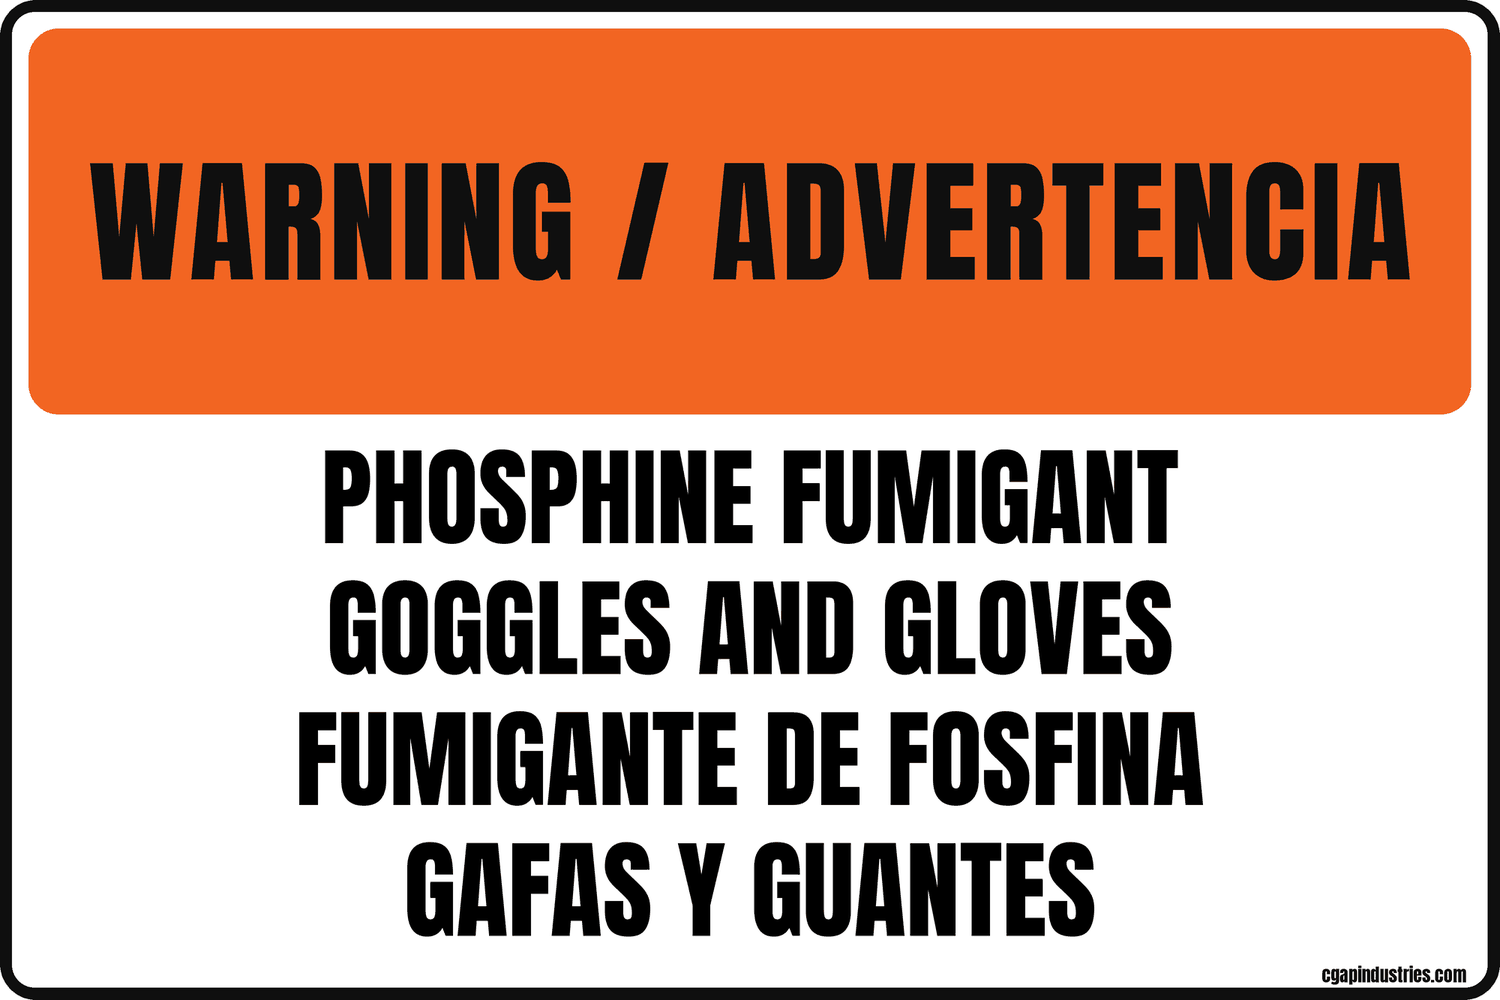 WARNING / ADVERTENCIA
PHOSPHINE FUMIGANT
GOGGLES AND GLOVES
FUMIGANTE DE FOSFINA
GAFAS Y GUANTES
cgapindustries.com